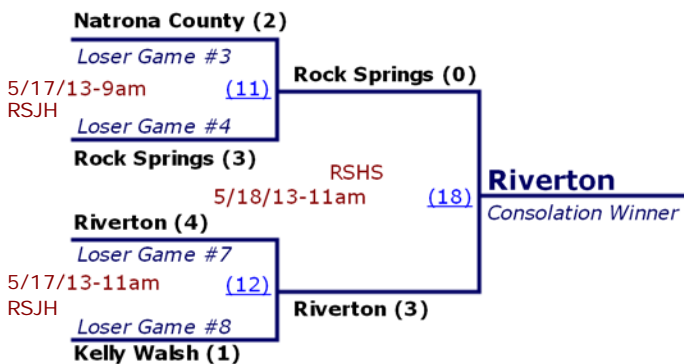 Natrona County (2)
Loser Game #3
5/17/13-9am
RSJH
(11)
Loser Game #4
Rock Springs (3)
Rock Springs (0)
RSHS
5/18/13-11am
(18)
Riverton
Consolation Winner
Riverton (4)
Loser Game #7
5/17/13-11am
RSJH
(12)
Loser Game #8
Kelly Walsh (1)
Riverton (3)